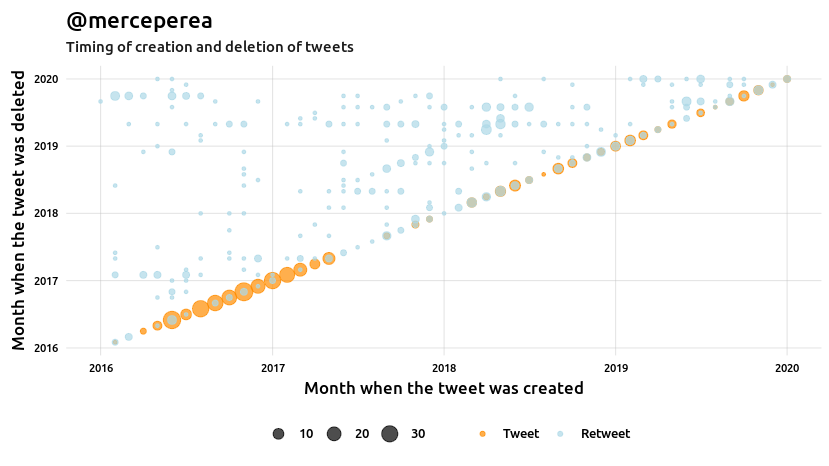 @merceperea
Timing of creation and deletion of tweets
Month when the tweet was deleted
2020
2019
2018
2017
2016
2016 2017 2018 2019 2020
Month when the tweet was created
10 20 30 Tweet Retweet